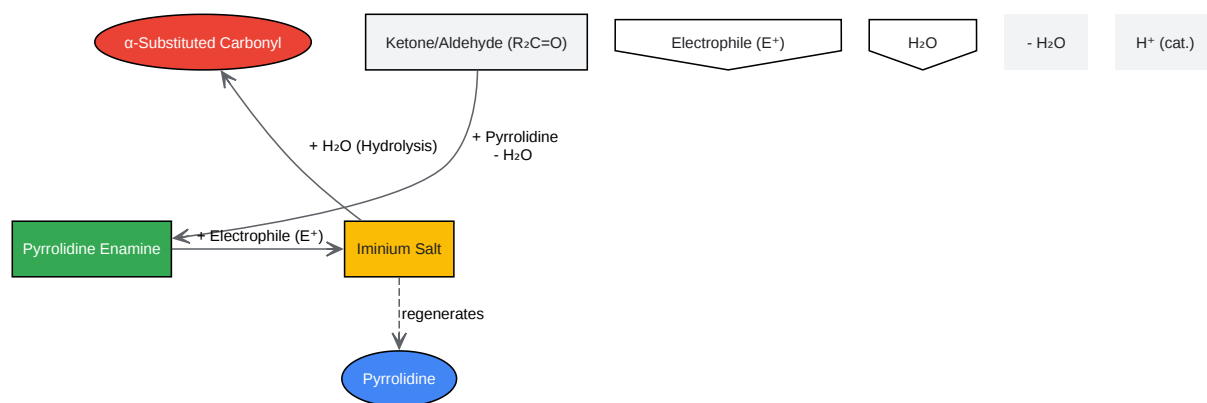 α-Substituted Carbonyl
Ketone/Aldehyde (R₂C=O)
Electrophile (E⁺)
H₂O
- H₂O
H⁺ (cat.)
+ H₂O (Hydrolysis)
+ Pyrrolidine
- H₂O
Pyrrolidine Enamine
+ Electrophile (E⁺)
Iminium Salt
regenerates
Pyrrolidine